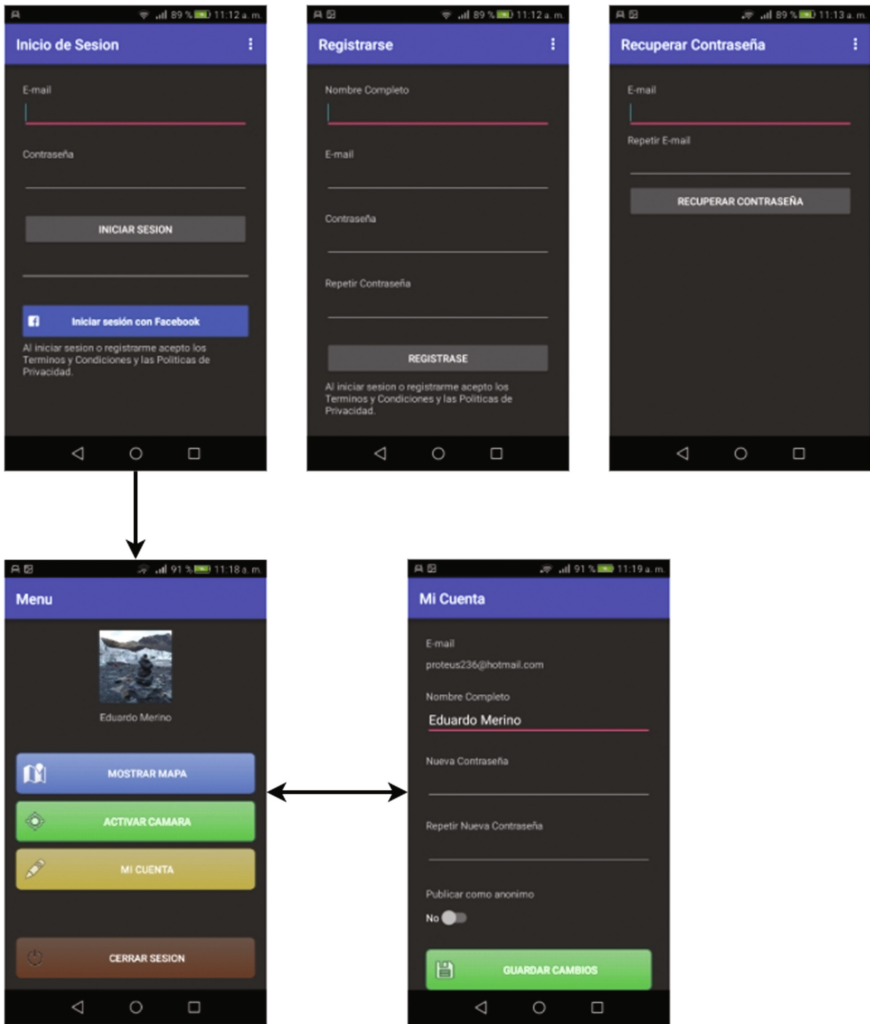 89 % 11:12 a. m.
Inicio de Sesion
E-mail
Contraseña
INICIAR SESION
Iniciar sesión con Facebook
Al iniciar sesion o registrarme acepto los
Terminos y Condiciones y las Politicas de
Privacidad.
89 % 11:12 a. m.
Registrarse
Nombre Completo
E-mail
Contraseña
Repetir Contraseña
REGISTRASE
Al iniciar sesion o registrarme acepto los
Terminos y Condiciones y las Politicas de
Privacidad.
89 % 11:13 a. m.
Recuperar Contraseña
E-mail
Repetir E-mail
RECUPERAR CONTRASEÑA
91 % 11:18 a. m.
Menu
Eduardo Merino
MOSTRAR MAPA
ACTIVAR CAMARA
MI CUENTA
CERRAR SESION
91 % 11:19 a. m.
Mi Cuenta
E-mail
proteus236@hotmail.com
Nombre Completo
Eduardo Merino
Nueva Contraseña
Repetir Nueva Contraseña
Publicar como anonimo
No
GUARDAR CAMBIOS